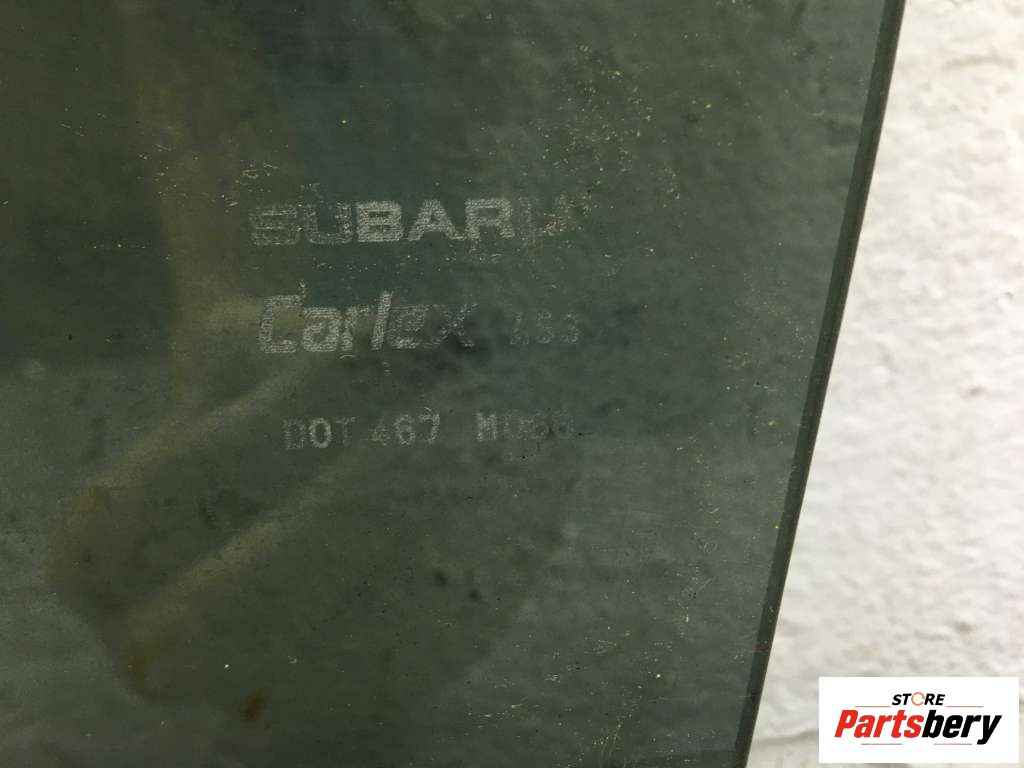 SUBARU
Carlex
DOT 467
STORE
Partsbery